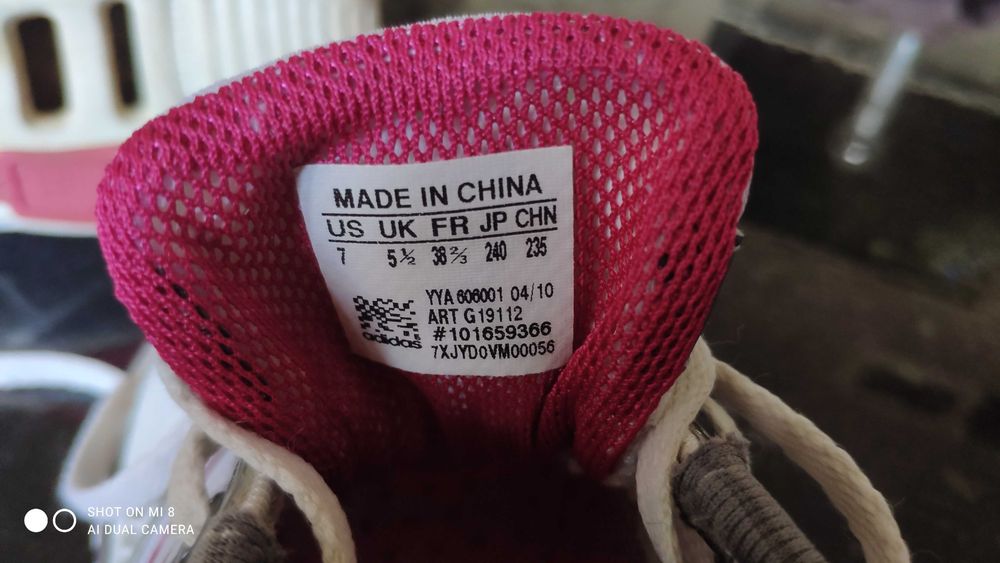 MADE IN CHINA
US UK FR JP CHN
7 5½ 38⅔ 240 235
YYA 606001 04/10
ART G19112
#101659366
adidas 7XJYD0VM00056
SHOT ON MI 8
AI DUAL CAMERA